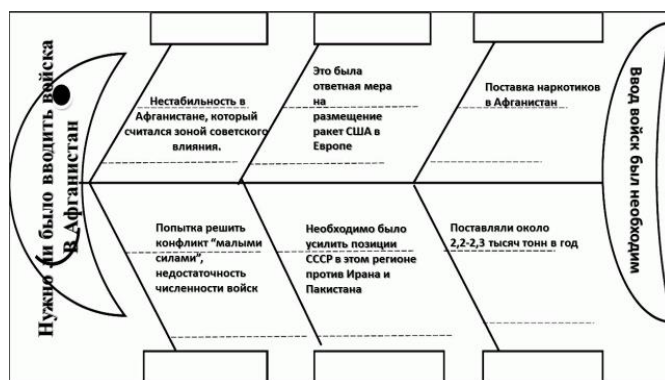 Нужно ли было вводить войска
В Афганистан
Нестабильность в
Афганистане, который
считался зоной советского
влияния.
Это была
ответная мера
на
размещение
ракет США в
Европе
Поставка наркотиков
в Афганистан
Попытка решить
конфликт “малыми
силами”,
недостаточность
численности войск
Необходимо было
усилить позиции
СССР в этом регионе
против Ирана и
Пакистана
Поставляли около
2,2-2,3 тысяч тонн в год
Ввод войск был необходим